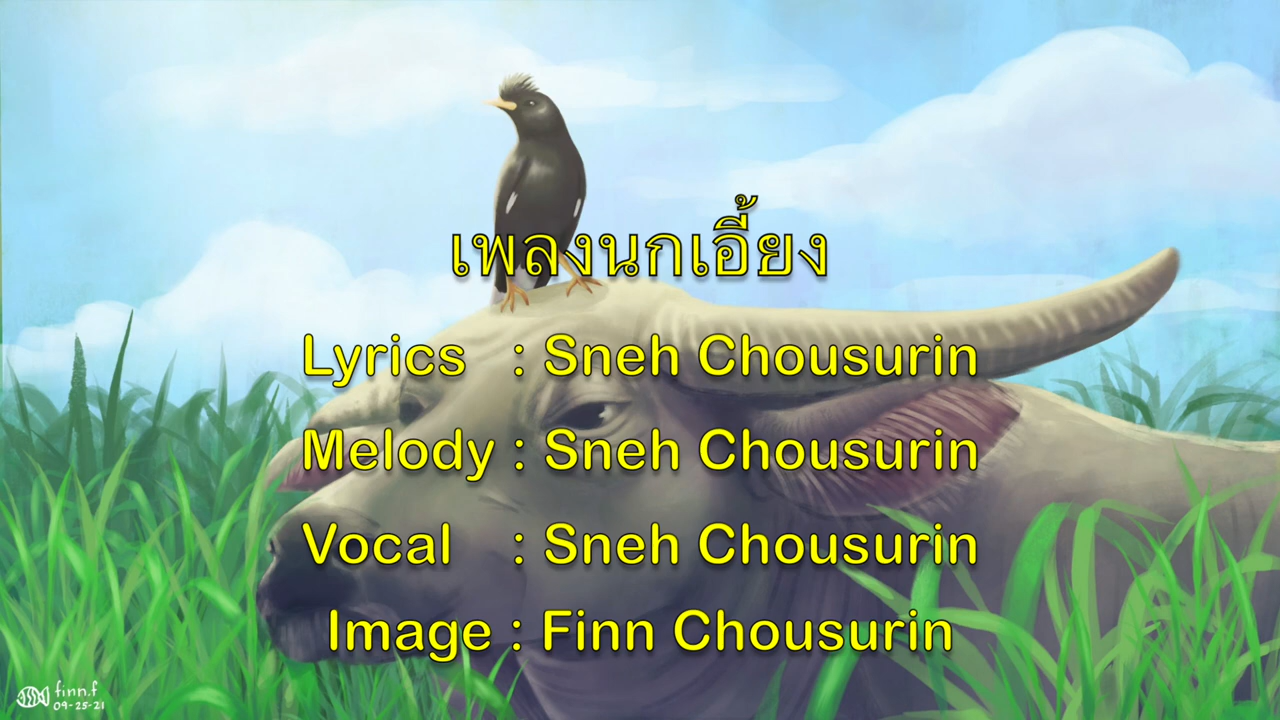 เพลงนกเอี้ยง
Lyrics : Sneh Chousurin
Melody : Sneh Chousurin
Vocal : Sneh Chousurin
Image : Finn Chousurin
finn.f
09-25-21